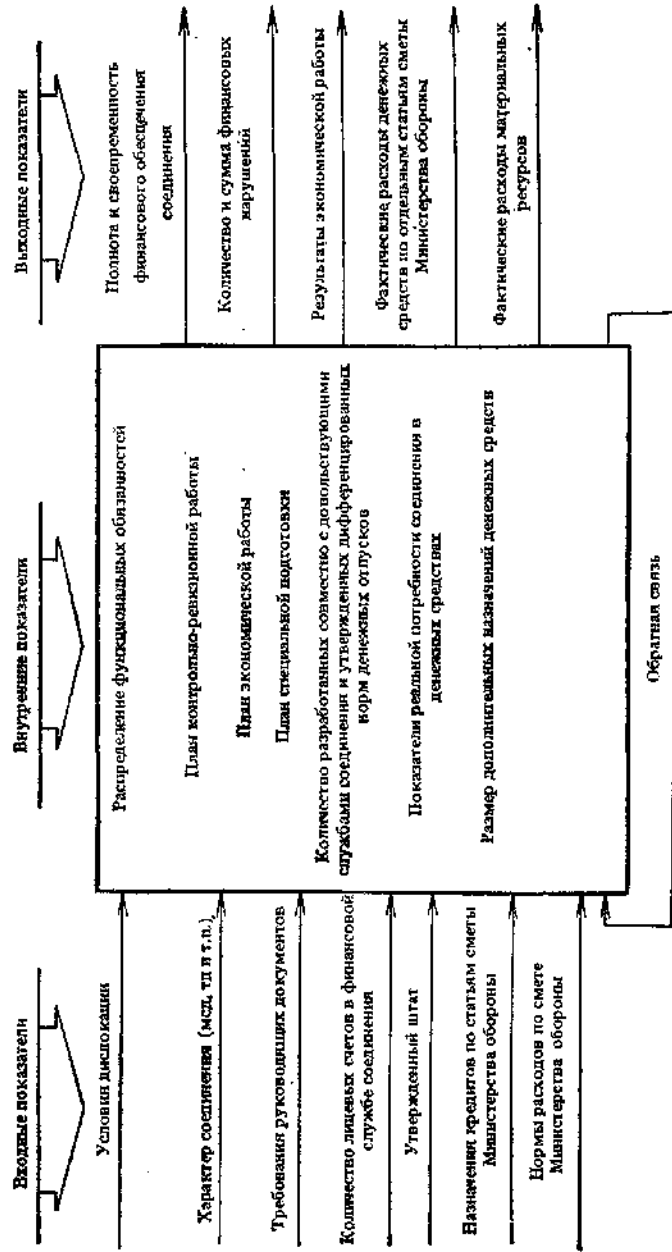 Входные показатели
Условия дислокации
Характер соединения (мсд, тд и т.п.)
Требования руководящих документов
Количество лицевых счетов в финансовой
службе соединения
Утвержденный штат
Назначения кредитов по статьям сметы
Министерства обороны
Нормы расходов по смете
Министерства обороны
Внутренние показатели
Распределение функциональных обязанностей
План контрольно-ревизионной работы
План экономической работы
План специальной подготовки
Количество разработанных совместно с довольствующими
службами соединения и утвержденных дифференцированных
норм денежных отпусков
Показатели реальной потребности соединения в
денежных средствах
Размер дополнительных назначений денежных средств
Обратная связь
Выходные показатели
Полнота и своевременность
финансового обеспечения
соединения
Количество и сумма финансовых
нарушений
Результаты экономической работы
Фактические расходы денежных
средств по отдельным статьям сметы
Министерства обороны
Фактические расходы материальных
ресурсов